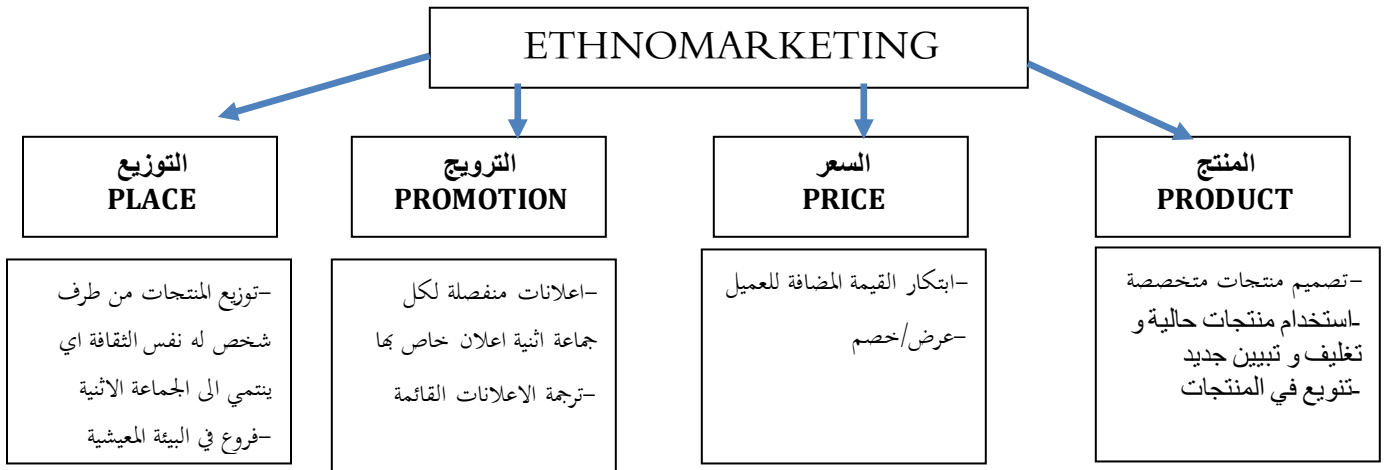 ETHNOMARKETING
المنتج
PRODUCT
-تصميم منتجات متخصصة
-استخدام منتجات حالية و
تغليف و تبيين جديد
-تنويع في المنتجات
السعر
PRICE
-ابتكار القيمة المضافة للعميل
-عرض/خصم
الترويج
PROMOTION
-اعلانات منفصلة لكل
جماعة اثنية اعلان خاص بها
-ترجمة الاعلانات القائمة
التوزيع
PLACE
-توزيع المنتجات من طرف
شخص له نفس الثقافة اي
ينتمي الى الجماعة الاثنية
-فروع في البيئة المعيشية